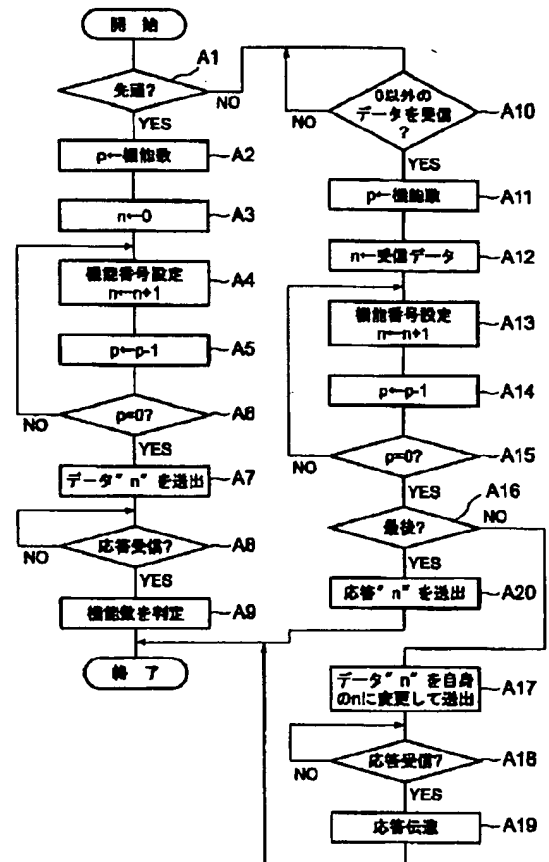 開始
先頭?
A1
NO
YES
p←機能数
A2
n←0
A3
機能番号設定
n←n+1
A4
p←p-1
A5
p=0?
A6
NO
YES
データ"n"を送出
A7
応答受信?
A8
NO
YES
機能数を判定
A9
終了
0以外の
データを受信
?
A10
NO
YES
p←機能数
A11
n←受信データ
A12
機能番号設定
n←n+1
A13
p←p-1
A14
p=0?
A15
NO
YES
最後?
A16
NO
YES
応答"n"を送出
A20
データ"n"を自身
のnに変更して送出
A17
応答受信?
A18
NO
YES
応答伝達
A19